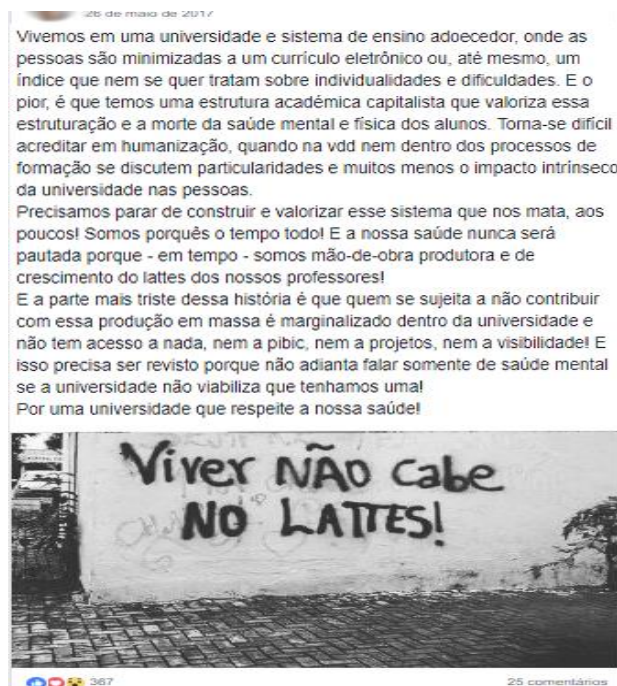 26 de maio de 2017
Vivemos em uma universidade e sistema de ensino adoecedor, onde as
pessoas são minimizadas a um currículo eletrônico ou, até mesmo, um
índice que nem se quer tratam sobre individualidades e dificuldades. E o
pior, é que temos uma estrutura acadêmica capitalista que valoriza essa
estruturação e a morte da saúde mental e física dos alunos. Torna-se difícil
acreditar em humanização, quando na vdd nem dentro dos processos de
formação se discutem particularidades e muitos menos o impacto intrínseco
da universidade nas pessoas.
Precisamos parar de construir e valorizar esse sistema que nos mata, aos
poucos! Somos porquês o tempo todo! E a nossa saúde nunca será
pautada porque - em tempo - somos mão-de-obra produtora e de
crescimento do lattes dos nossos professores!
E a parte mais triste dessa história é que quem se sujeita a não contribuir
com essa produção em massa é marginalizado dentro da universidade e
não tem acesso a nada, nem a pibic, nem a projetos, nem a visibilidade! E
isso precisa ser revisto porque não adianta falar somente de saúde mental
se a universidade não viabiliza que tenhamos uma!
Por uma universidade que respeite a nossa saúde!
Viver NÃO cabe
NO LATTES!
367 25 comentários